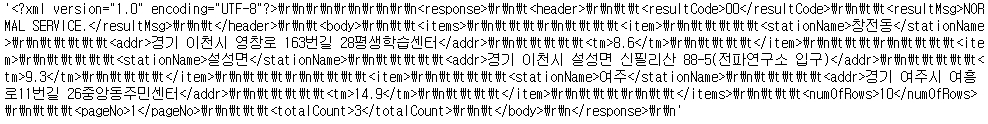 '<?xml version="1.0" encoding="UTF-8"?>₩r₩n₩r₩n₩r₩n₩r₩n₩r₩n<response>₩r₩n₩t<header>₩r₩n₩t₩t<resultCode>00</resultCode>₩r₩n₩t₩t<resultMsg>NOR
MAL SERVICE.</resultMsg>₩r₩n₩t</header>₩r₩n₩t<body>₩r₩n₩t₩t<items>₩r₩n₩t₩t₩t₩r₩n₩t₩t₩t₩t<item>₩r₩n₩t₩t₩t₩t₩t<stationName>창전동</stationName
>₩r₩n₩t₩t₩t₩t₩t<addr>경기 이천시 영창로 163번길 28평생학습센터</addr>₩r₩n₩t₩t₩t₩t₩t<tm>8.6</tm>₩r₩n₩t₩t₩t₩t</item>₩r₩n₩t₩t₩t₩r₩n₩t₩t₩t₩t<ite
m>₩r₩n₩t₩t₩t₩t₩t<stationName>설성면</stationName>₩r₩n₩t₩t₩t₩t₩t<addr>경기 이천시 설성면 신필리산 88-5(전파연구소 입구)</addr>₩r₩n₩t₩t₩t₩t₩t<
tm>9.3</tm>₩r₩n₩t₩t₩t₩t</item>₩r₩n₩t₩t₩t₩r₩n₩t₩t₩t₩t<item>₩r₩n₩t₩t₩t₩t₩t<stationName>여주</stationName>₩r₩n₩t₩t₩t₩t₩t<addr>경기 여주시 여흥
로11번길 26중앙동주민센터</addr>₩r₩n₩t₩t₩t₩t₩t<tm>14.9</tm>₩r₩n₩t₩t₩t₩t</item>₩r₩n₩t₩t₩t₩r₩n₩t₩t</items>₩r₩n₩t₩t₩t<numOfRows>10</numOfRows>
₩r₩n₩t₩t₩t<pageNo>1</pageNo>₩r₩n₩t₩t₩t<totalCount>3</totalCount>₩r₩n₩t</body>₩r₩n</response>₩r₩n'